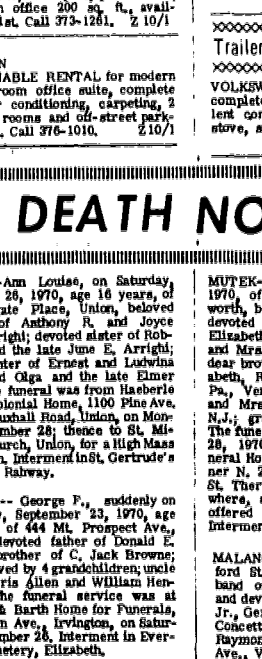 office 200 sq. ft., avail-
ist. Call 373-1261. Z 10/1
ABLE RENTAL for modern
room office suite, complete
conditioning, carpeting, 2
rooms and off-street park-
Call 376-1010. Z10/1
DEATH NO
Ann Louise, on Saturday,
26, 1970, age 16 years, of
ate Place, Union, beloved
of Anthony R. and Joyce
righi; devoted sister of Rob-
d the late June E. Arrighi;
hter of Ernest and Ludwina
d Olga and the late Elmer
funeral was from Haeberle
olonial Home, 1100 Pine Ave.
auxhall Road, Union, on Mon-
mber 28; thence to St. Mi-
urch, Union, for a High Mass
Interment in St. Gertrude's
Rahway.
-- George F., suddenly on
y, September 23, 1970, age
of 444 Mt. Prospect Ave.,
devoted father of Donald E.
brother of C. Jack Browne;
ved by 4 grandchildren; uncle
ris Allen and William Hen-
he funeral service was at
& Barth Home for Funerals,
n Ave., Irvington, on Satur-
mber 26. Interment in Ever-
metery, Elizabeth.
Trailer
VOLKSW
complete
lent con
stove, s
MUTEK-
1970, of
worth, b
devoted
Elizabeth
and Mrs
dear brot
abeth, R
Pa., Ver
and Mrs
N.J.; gr
The fune
28, 1970
neral Ho
ner N. 2
St. Ther
where, a
offered
Intermen
MALAN
ford St.
band o
and dev
Jr., Ger
Concett
Raymon
Ave., V